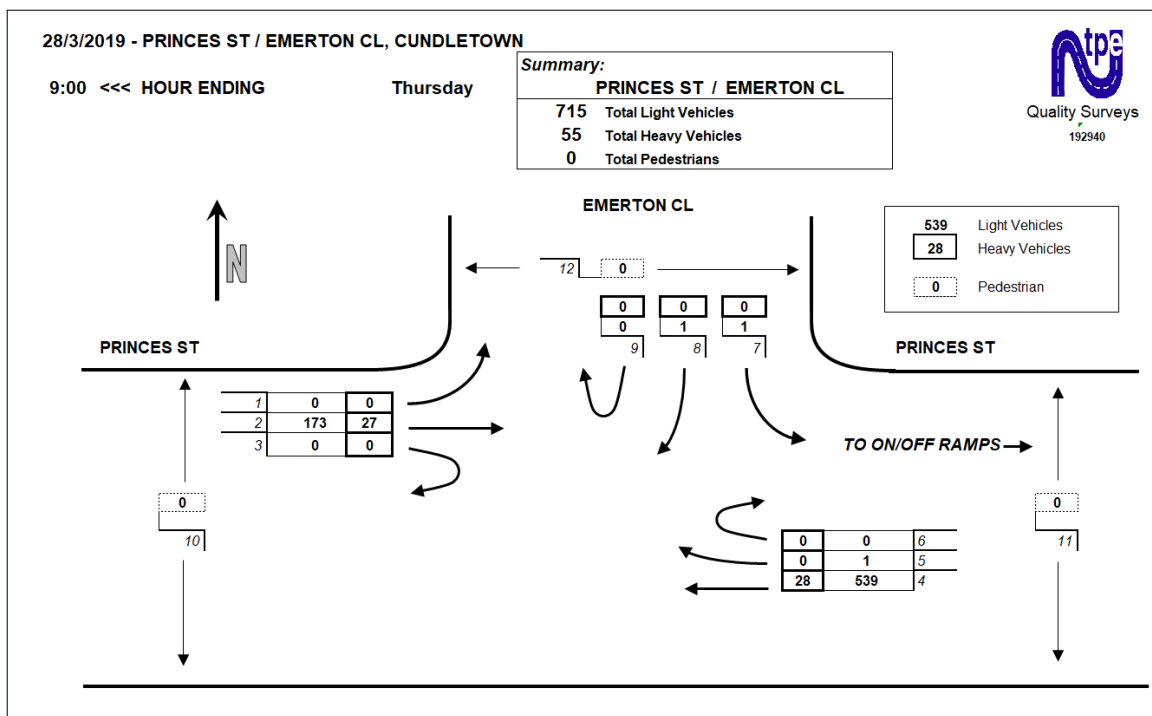 28/3/2019 - PRINCES ST / EMERTON CL, CUNDLETOWN
9:00 <<< HOUR ENDING Thursday
Summary:
PRINCES ST / EMERTON CL
715 Total Light Vehicles
55 Total Heavy Vehicles
0 Total Pedestrians
tpe
Quality Surveys
192940
EMERTON CL
539 Light Vehicles
28 Heavy Vehicles
0 Pedestrian
N
12 0
0 0 0
0 1 1
9 8 7
PRINCES ST
PRINCES ST
1 0 0
2 173 27
3 0 0
TO ON/OFF RAMPS
0
10
0
11
0 0 6
0 1 5
28 539 4